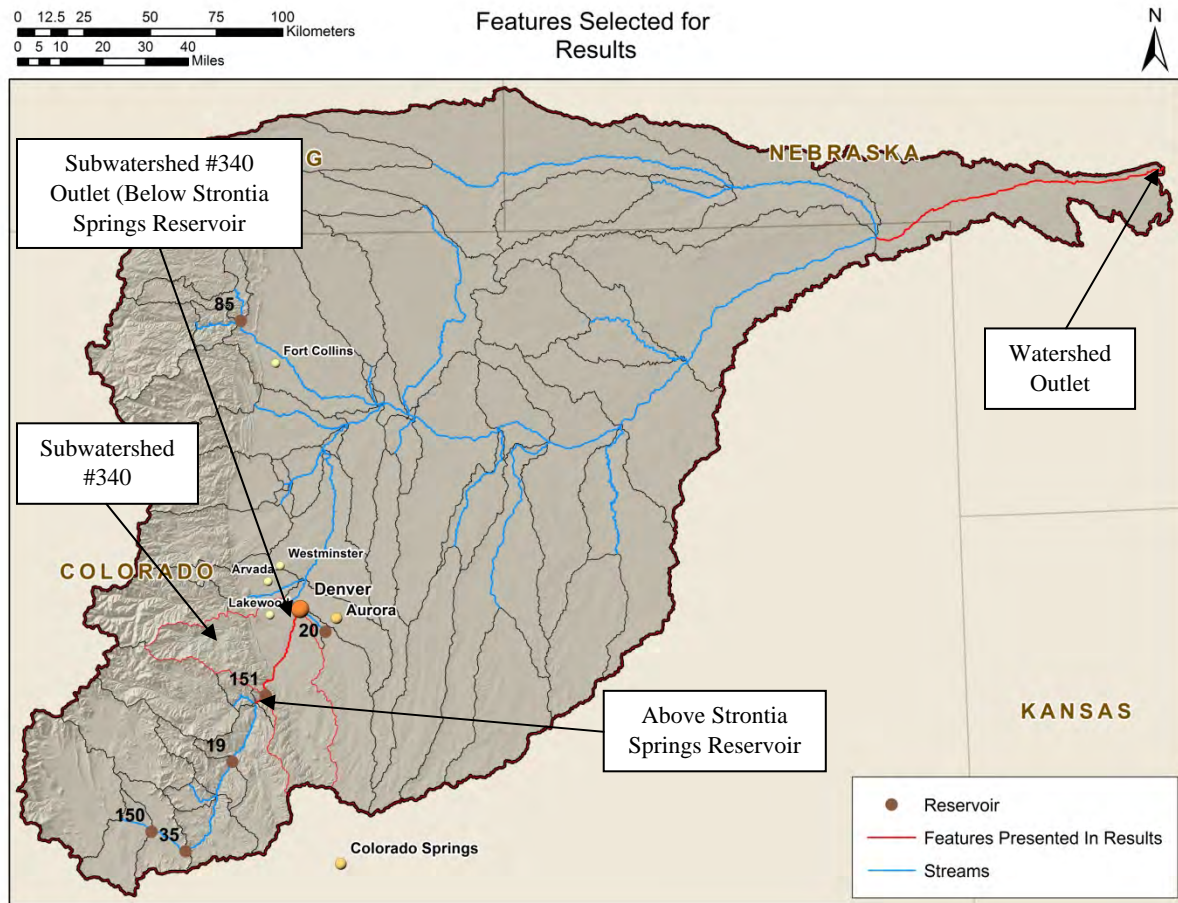 0 12.5 25 50 75 100
Kilometers
0 5 10 20 30 40
Miles
Features Selected for
Results
N
Subwatershed #340
Outlet (Below Strontia
Springs Reservoir
G
NEBRASKA
85
Fort Collins
Watershed
Outlet
Subwatershed
#340
COLORADO
Westminster
Arvada
Denver
Lakewood
Aurora
20
151
Above Strontia
Springs Reservoir
19
KANSAS
150
35
Colorado Springs
Reservoir
Features Presented In Results
Streams